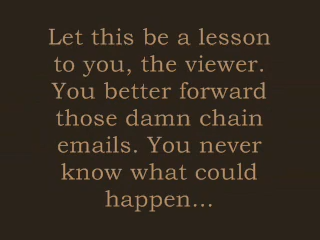 Let this be a lesson
to you, the viewer.
You better forward
those damn chain
emails. You never
know what could
happen...